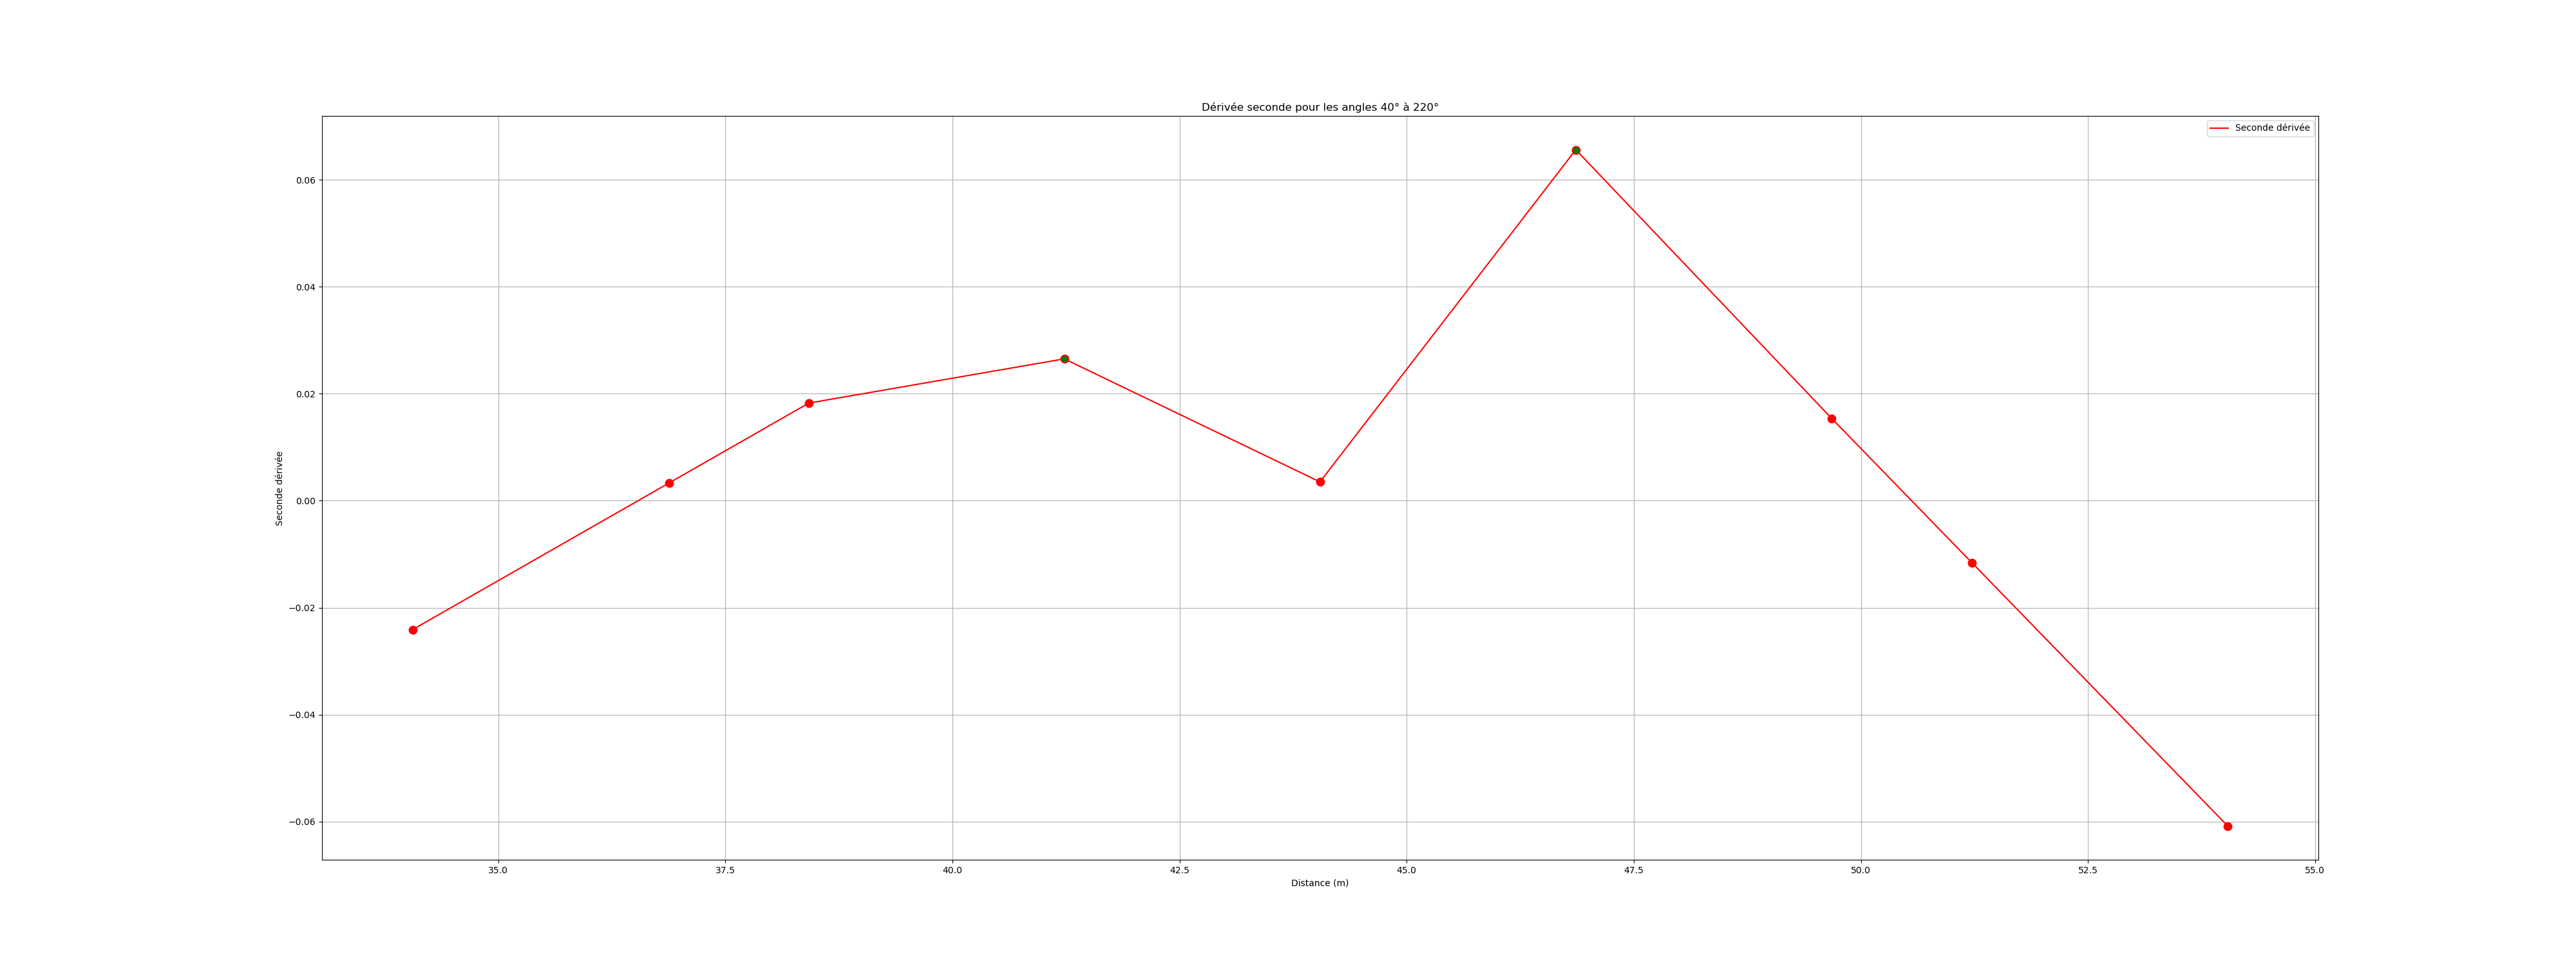 Dérivée seconde pour les angles 40° à 220°
Seconde dérivée
0.06
0.04
0.02
0.00
−0.02
−0.04
−0.06
Seconde dérivée
35.0 37.5 40.0 42.5 45.0 47.5 50.0 52.5 55.0
Distance (m)